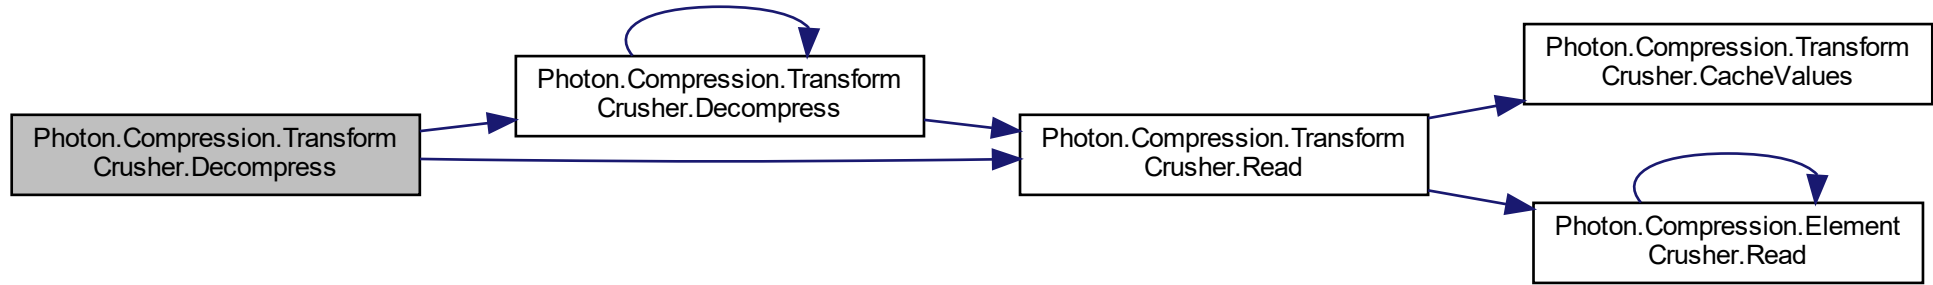 Photon.Compression.Transform
Crusher.Decompress
Photon.Compression.Transform
Crusher.Decompress
Photon.Compression.Transform
Crusher.Read
Photon.Compression.Transform
Crusher.CacheValues
Photon.Compression.Element
Crusher.Read